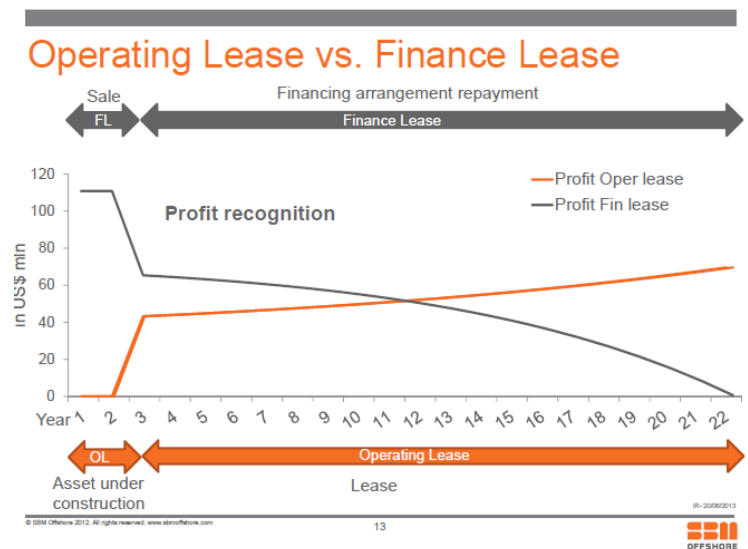 Operating Lease vs. Finance Lease
Sale
Financing arrangement repayment
FL
Finance Lease
120
100
80
60
40
20
0
in US$ mln
Profit recognition
Profit Oper lease
Profit Fin lease
Year 1 2 3 4 5 6 7 8 9 10 11 12 13 14 15 16 17 18 19 20 21 22
OL
Operating Lease
Asset under
construction
Lease
IR- 20/06/2013
© SBM Offshore 2012. All rights reserved. www.sbmoffshore.com
13
SBM
OFFSHORE